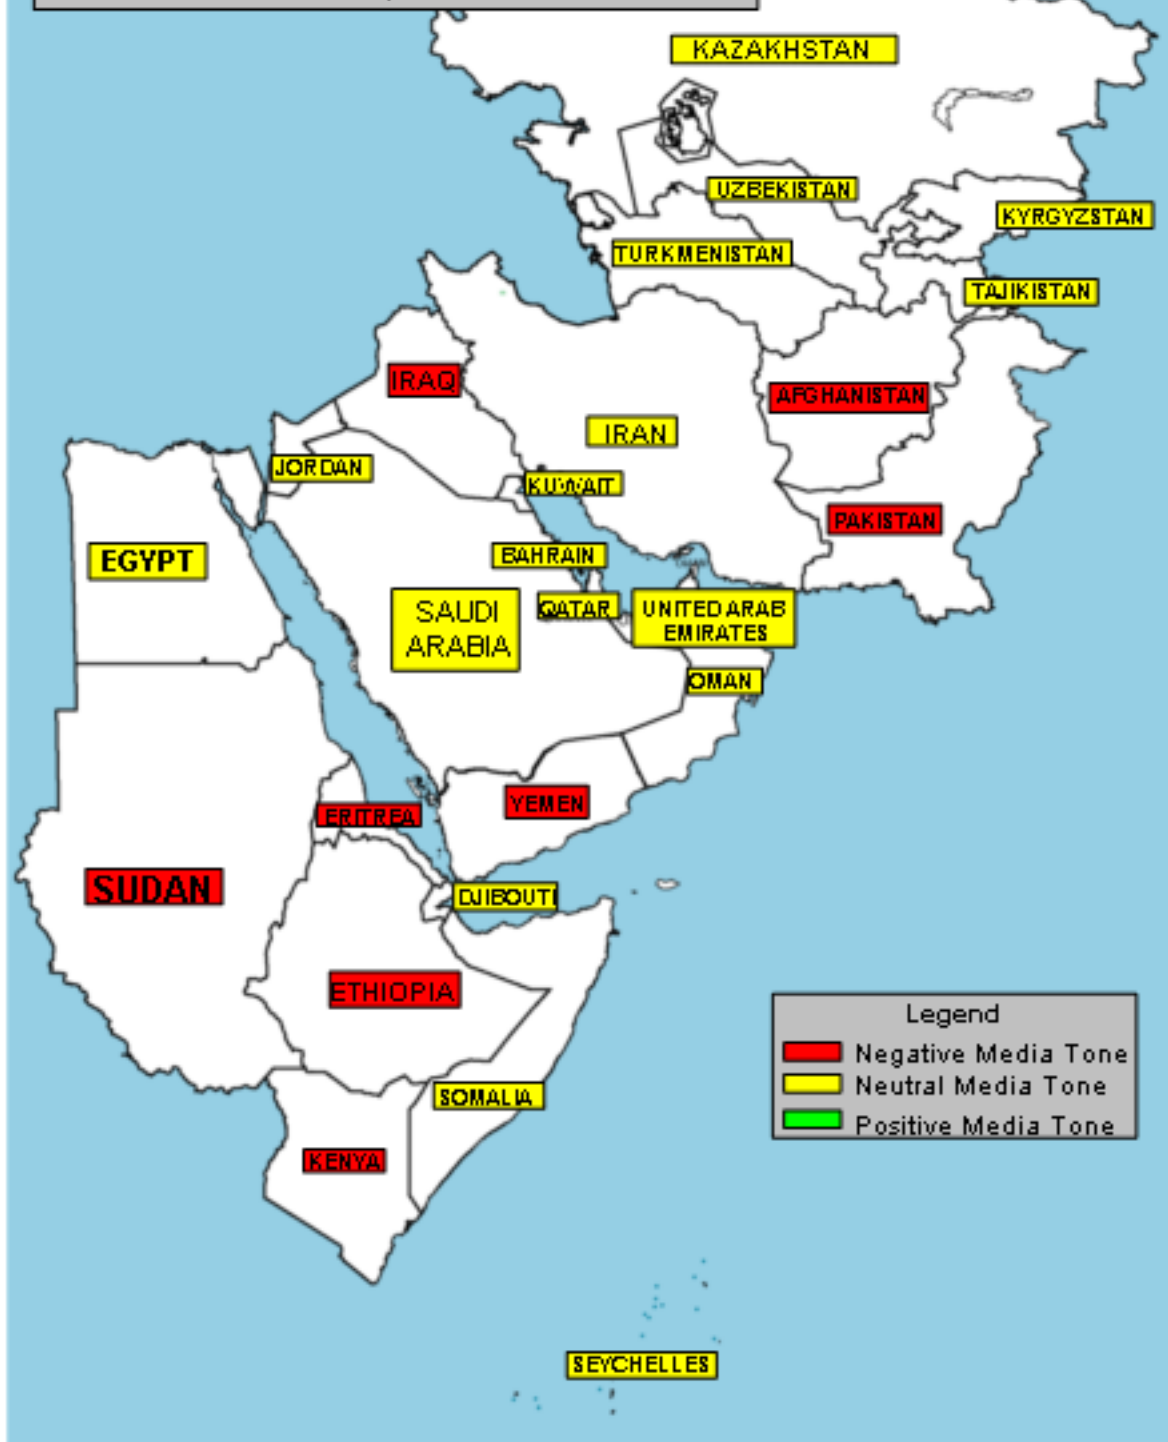 KAZAKHSTAN
UZBEKISTAN
KYRGYZSTAN
TURKMENISTAN
TAJIKISTAN
IRAQ
AFGHANISTAN
IRAN
JORDAN
KUWAIT
PAKISTAN
EGYPT
BAHRAIN
SAUDI
ARABIA
QATAR
UNITED ARAB
EMIRATES
OMAN
YEMEN
ERITREA
SUDAN
DJIBOUTI
ETHIOPIA
SOMALIA
KENYA
SEYCHELLES
Legend
Negative Media Tone
Neutral Media Tone
Positive Media Tone